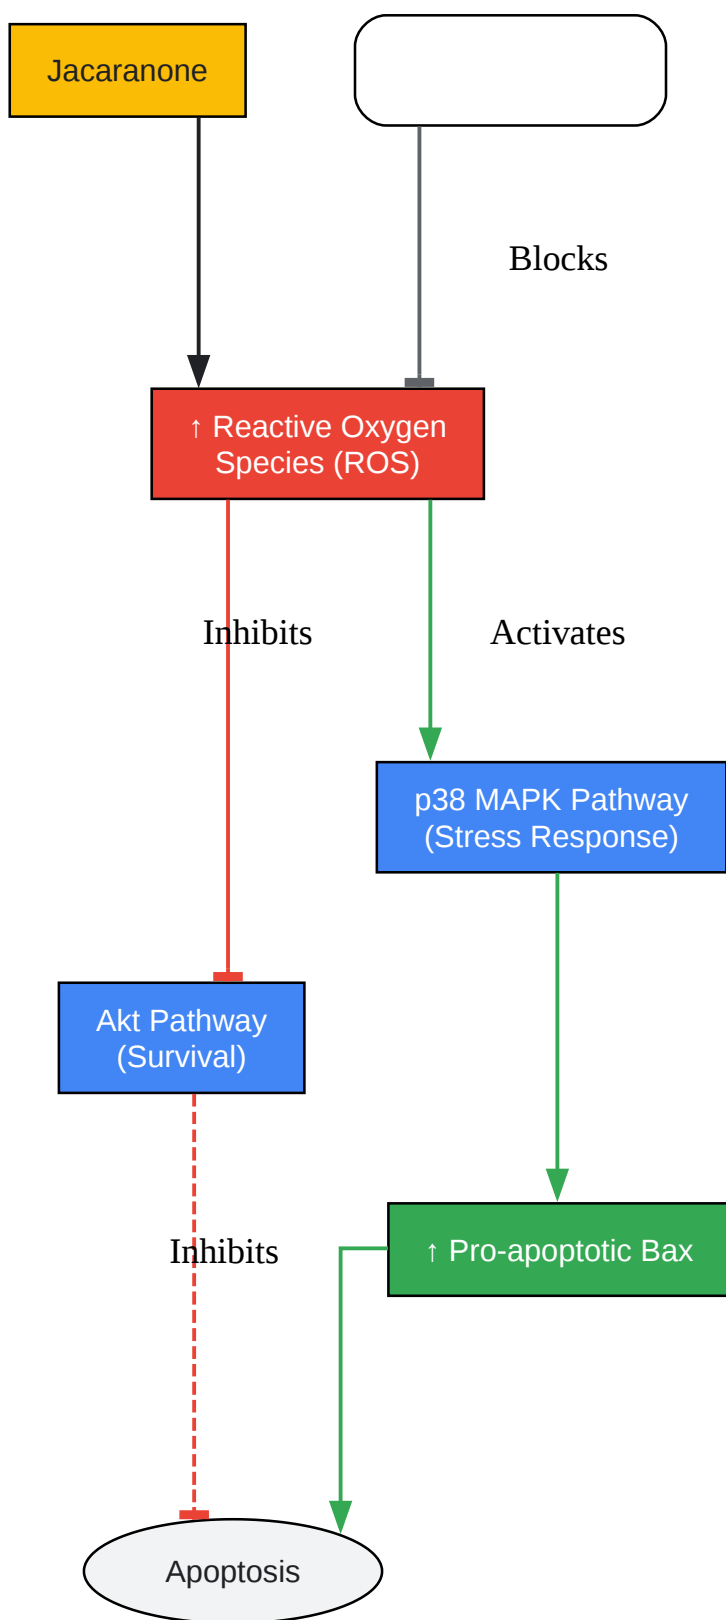 Jacaranone
Blocks
↑ Reactive Oxygen
Species (ROS)
Inhibits
Activates
p38 MAPK Pathway
(Stress Response)
Akt Pathway
(Survival)
Inhibits
↑ Pro-apoptotic Bax
Apoptosis